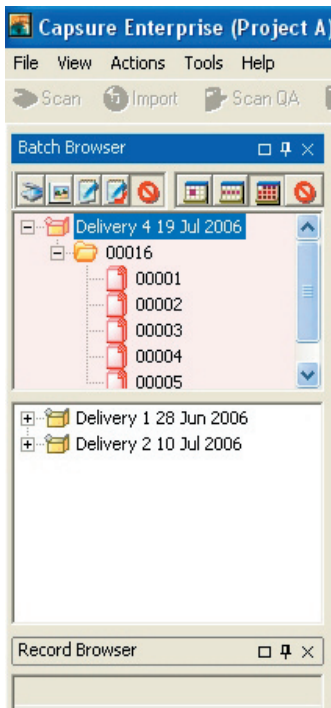 Capsure Enterprise (Project A)
File View Actions Tools Help
Scan Import Scan QA
Batch Browser
Delivery 4 19 Jul 2006
00016
00001
00002
00003
00004
00005
Delivery 1 28 Jun 2006
Delivery 2 10 Jul 2006
Record Browser